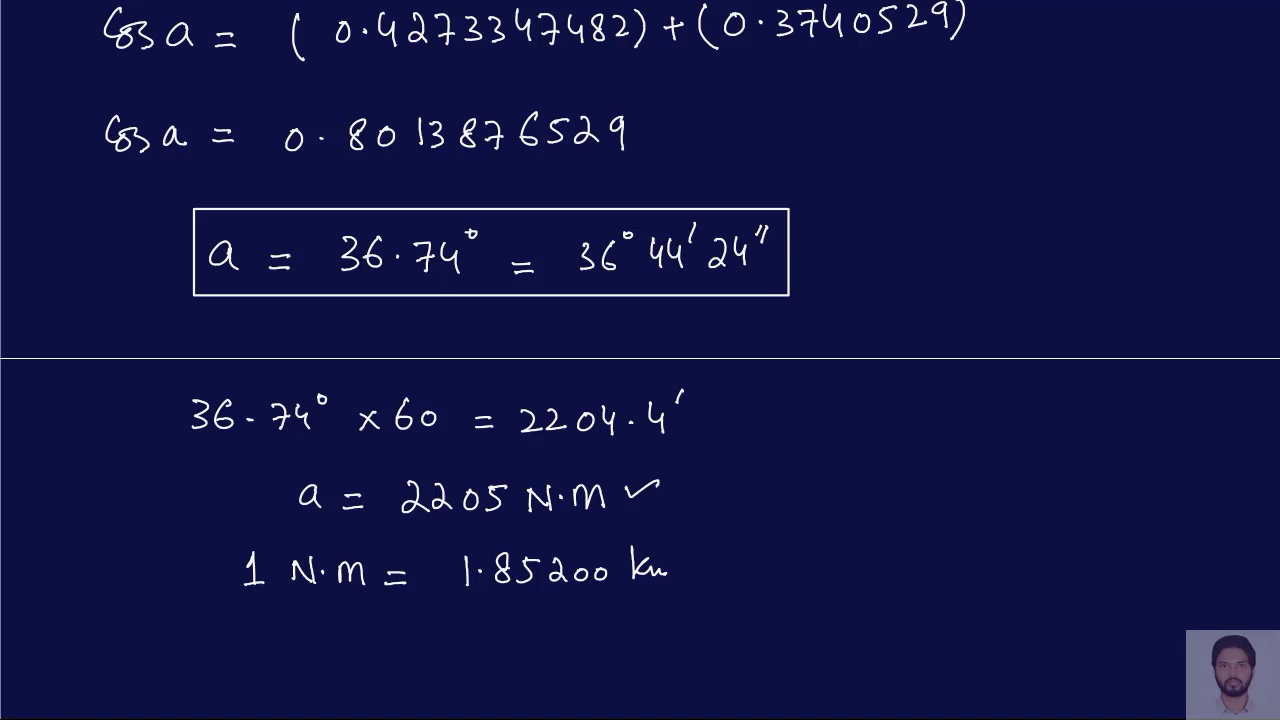 Cos a = (0.4273347482) + (0.3740529)
Cos a = 0.8013876529
a = 36.74° = 36° 44' 24"
36.74° x 60 = 2204.4'
a = 2205 N.M ✓
1 N.M = 1.85200 km